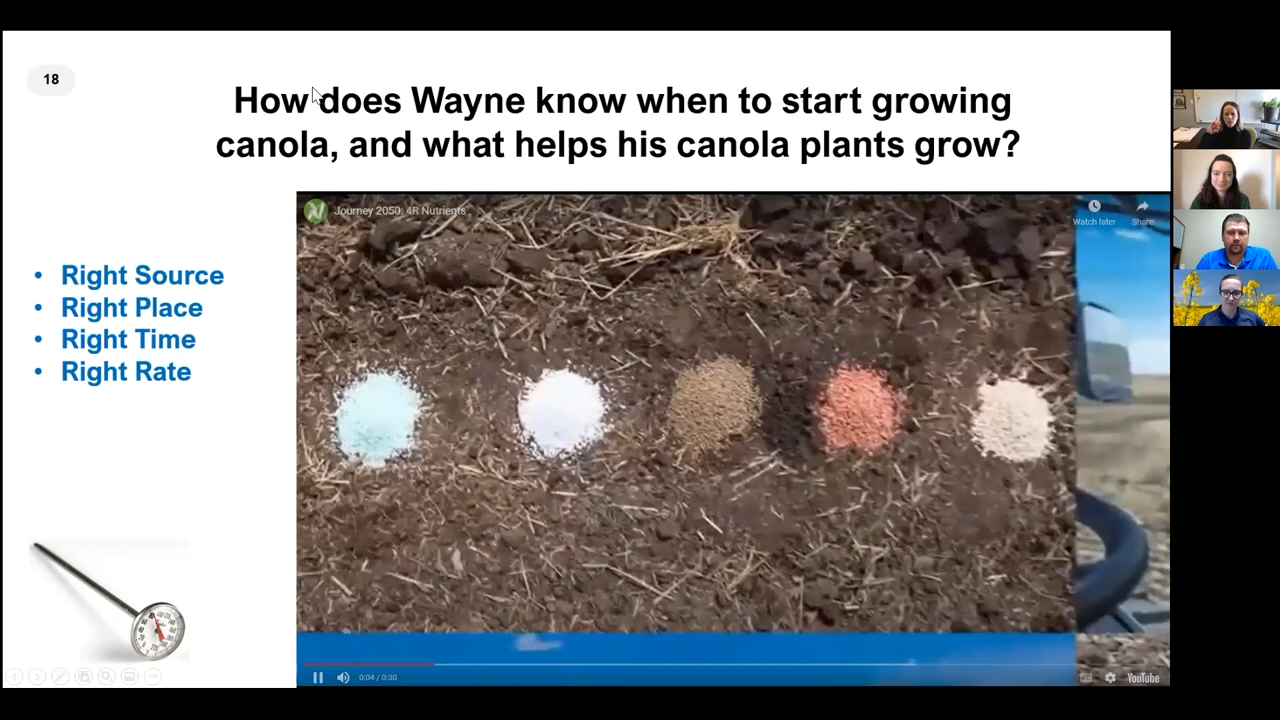 18
How does Wayne know when to start growing
canola, and what helps his canola plants grow?
Journey 2050: 4R Nutrients
Watch later
Share
• Right Source
• Right Place
• Right Time
• Right Rate
0:04 / 0:30
YouTube